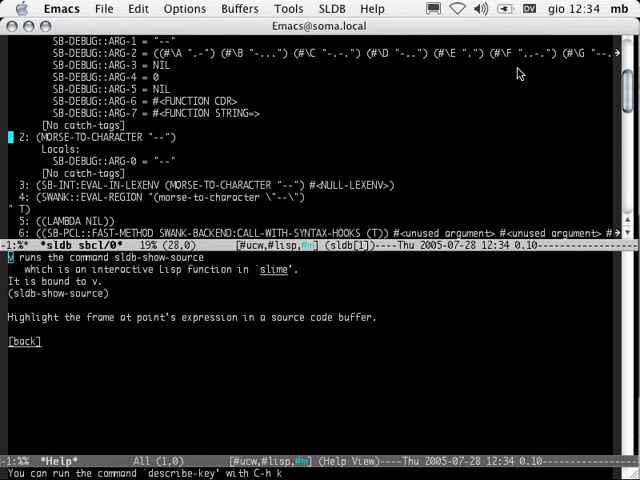 Emacs File Edit Options Buffers Tools SLDB Help gio 12:34 mb
Emacs@soma.local
SB-DEBUG::ARG-1 = "--"
SB-DEBUG::ARG-2 = ((#\A ".-") (#\B "-...") (#\C "-.-.") (#\D "-..") (#\E ".") (#\F "..-.") (#\G "--.
SB-DEBUG::ARG-3 = NIL
SB-DEBUG::ARG-4 = 0
SB-DEBUG::ARG-5 = NIL
SB-DEBUG::ARG-6 = #<FUNCTION CDR>
SB-DEBUG::ARG-7 = #<FUNCTION STRING=>
[No catch-tags]
2: (MORSE-TO-CHARACTER "--")
Locals:
SB-DEBUG::ARG-0 = "--"
[No catch-tags]
3: (SB-INT:EVAL-IN-LEXENV (MORSE-TO-CHARACTER "--") #<NULL-LEXENV>)
4: (SWANK::EVAL-REGION "(morse-to-character \"--\")
" T)
5: ((LAMBDA NIL))
6: ((SB-PCL::FAST-METHOD SWANK-BACKEND:CALL-WITH-SYNTAX-HOOKS (T)) #<unused argument> #<unused argument> #
-1:%* *sldb sbcl/0* 19% (28,0) [#ucw,#lisp,#m] (sldb[1])--Thu 2005-07-28 12:34 0.10
v runs the command sldb-show-source
which is an interactive Lisp function in `slime'.
It is bound to v.
(sldb-show-source)
Highlight the frame at point's expression in a source code buffer.
[back]
-1:%% *Help* All (1,0) [#ucw,#lisp,#m] (Help View)--Thu 2005-07-28 12:34 0.10
You can run the command `describe-key' with C-h k